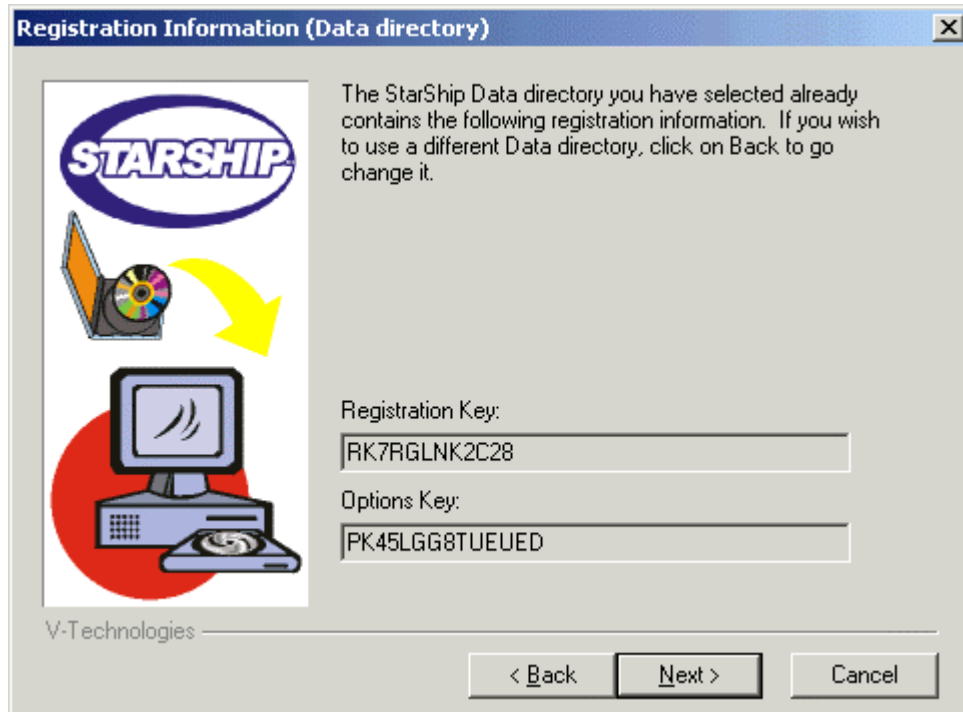 Registration Information (Data directory)
STARSHIP
The StarShip Data directory you have selected already
contains the following registration information. If you wish
to use a different Data directory, click on Back to go
change it.
Registration Key:
RK7RGLNK2C28
Options Key:
PK45LGG8TUEUED
V-Technologies
< Back
Next >
Cancel